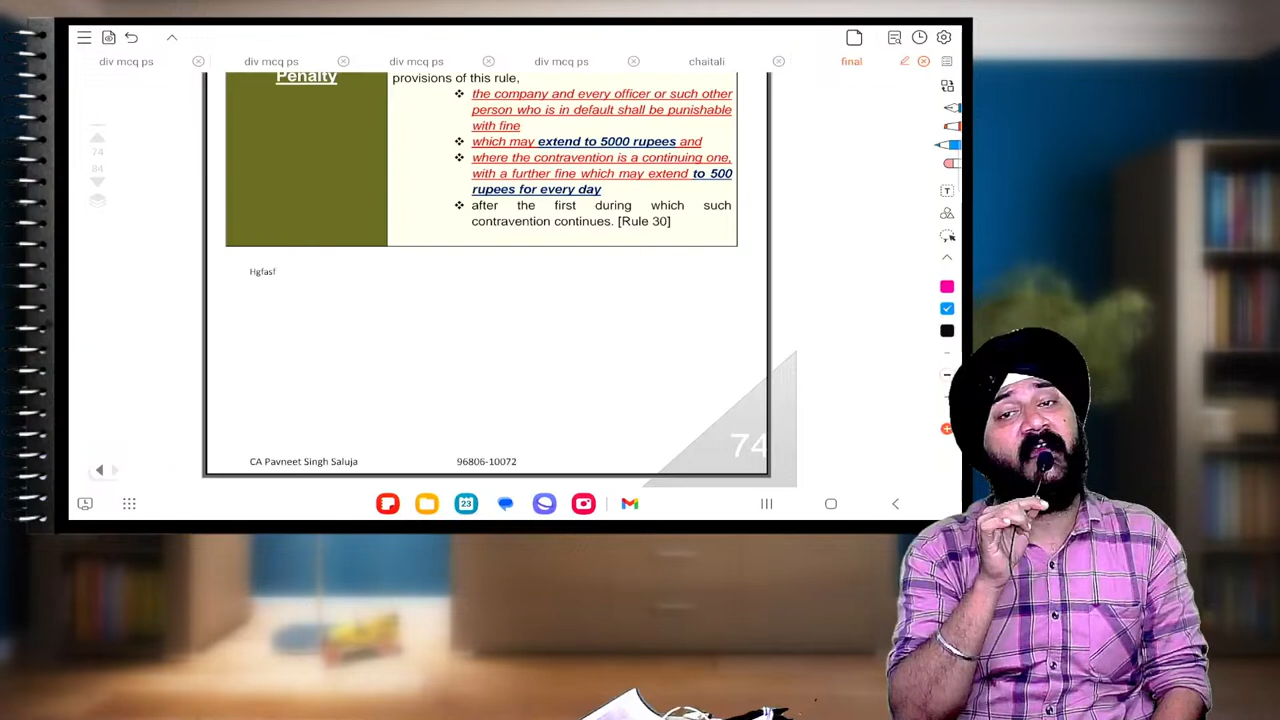 div mcq ps
div mcq ps
div mcq ps
div mcq ps
chaitali
final
Penalty
provisions of this rule,
❖ the company and every officer or such other
person who is in default shall be punishable
with fine
❖ which may extend to 5000 rupees and
❖ where the contravention is a continuing one,
with a further fine which may extend to 500
rupees for every day
❖ after the first during which such
contravention continues. [Rule 30]
74
84
Hgfasf
74
CA Pavneet Singh Saluja 96806-10072
23
T